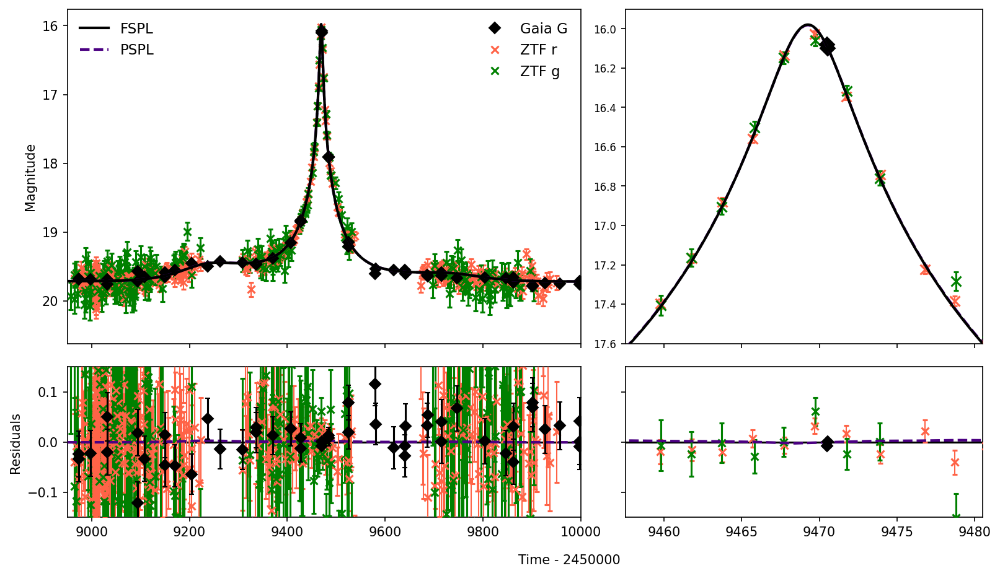 FSPL
PSPL
Gaia G
ZTF r
ZTF g
Magnitude
16
17
18
19
20
16.0
16.2
16.4
16.6
16.8
17.0
17.2
17.4
17.6
Residuals
0.1
0.0
−0.1
9000 9200 9400 9600 9800 10000
9460 9465 9470 9475 9480
Time - 2450000